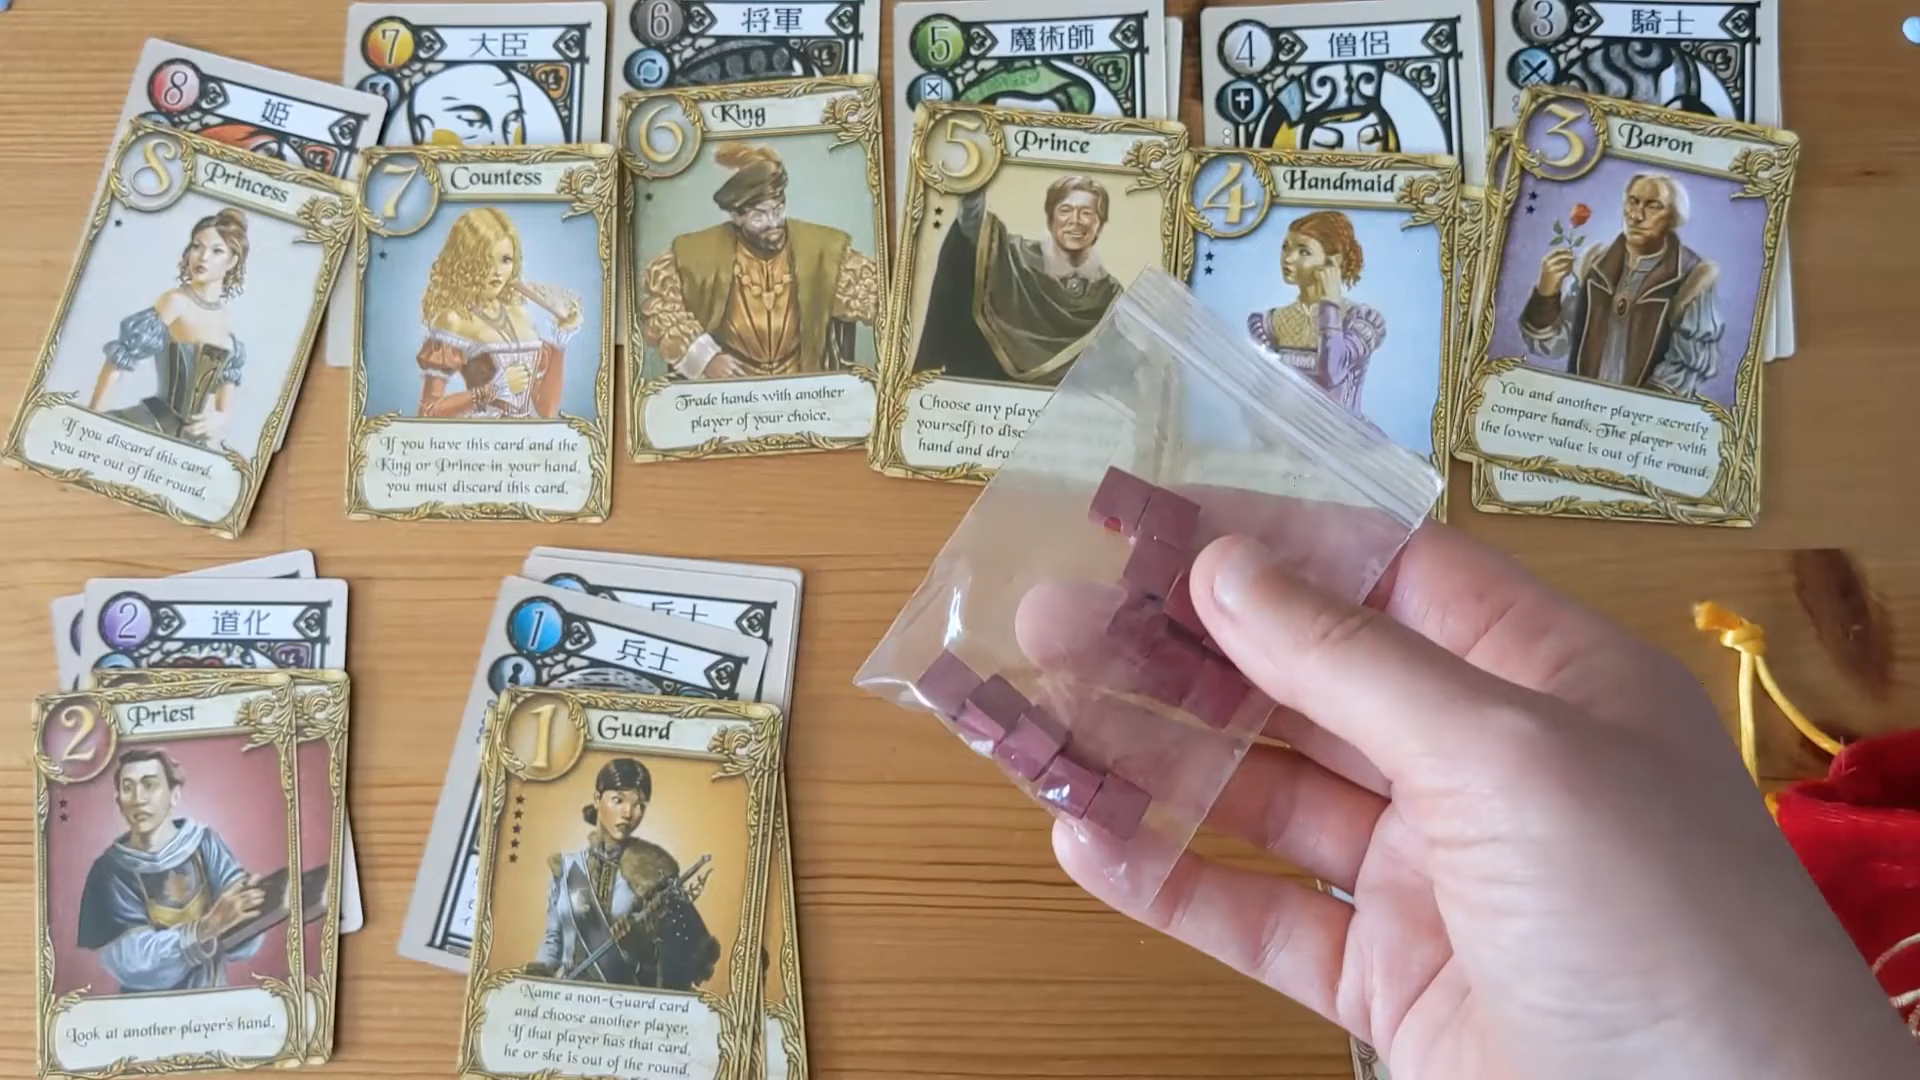 8
姫
7
大臣
6
将軍
5
魔術師
4
僧侶
3
騎士
8
Princess
If you discard this card,
you are out of the round.
7
Countess
If you have this card and the
King or Prince in your hand,
you must discard this card.
6
King
Trade hands with another
player of your choice.
5
Prince
Choose any
yourself) to
hand and
4
Handmaid
3
Baron
You and another player secretly
compare hands. The player with
the lower value is out of the round.
2
道化
2
Priest
Look at another player's hand.
兵士
1
兵士
1
Guard
Name a non-Guard card
and choose another player.
If that player has that card,
he or she is out of the round.